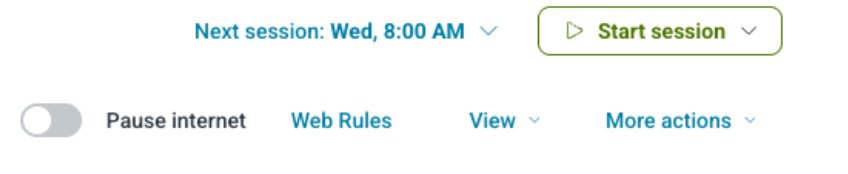 Next session: Wed, 8:00 AM Start session
Pause internet Web Rules View More actions